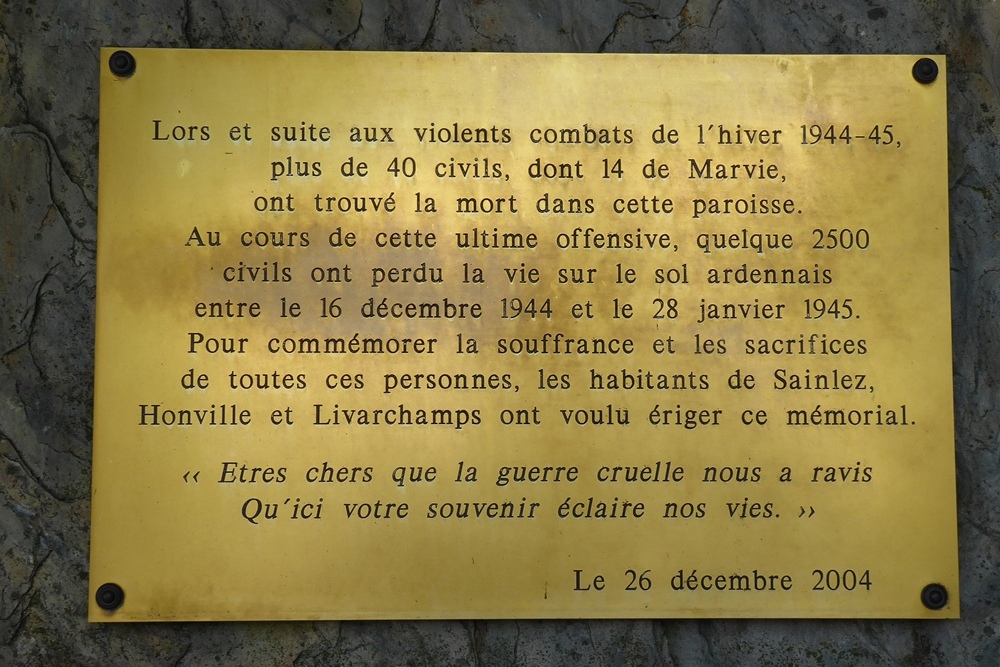 Lors et suite aux violents combats de l'hiver 1944-45,
plus de 40 civils, dont 14 de Marvie,
ont trouvé la mort dans cette paroisse.
Au cours de cette ultime offensive, quelque 2500
civils ont perdu la vie sur le sol ardennais
entre le 16 décembre 1944 et le 28 janvier 1945.
Pour commémorer la souffrance et les sacrifices
de toutes ces personnes, les habitants de Sainlez,
Honville et Livarchamps ont voulu ériger ce mémorial.
‹‹ Etres chers que la guerre cruelle nous a ravis
Qu'ici votre souvenir éclaire nos vies. ››
Le 26 décembre 2004